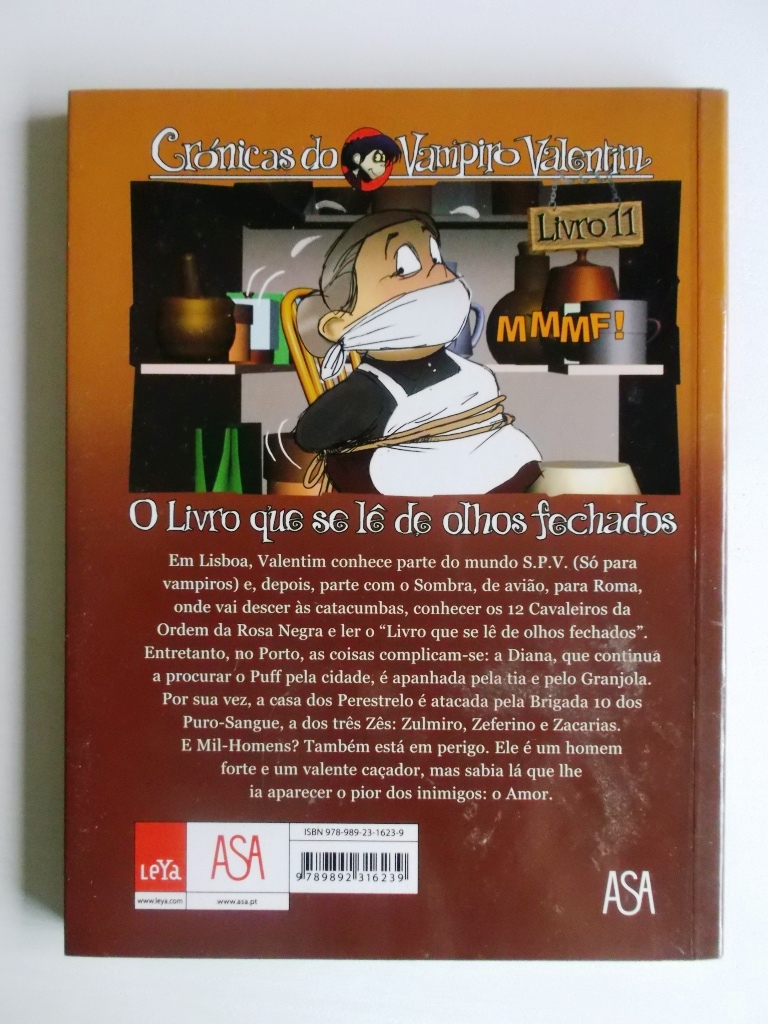 Crónicas do Vampiro Valentim
Livro 11
MMMF!
O Livro que se lê de olhos fechados
Em Lisboa, Valentim conhece parte do mundo S.P.V. (Só para
vampiros) e, depois, parte com o Sombra, de avião, para Roma,
onde vai descer às catacumbas, conhecer os 12 Cavaleiros da
Ordem da Rosa Negra e ler o “Livro que se lê de olhos fechados”.
Entretanto, no Porto, as coisas complicam-se: a Diana, que continua
a procurar o Puff pela cidade, é apanhada pela tia e pelo Granjola.
Por sua vez, a casa dos Perestrelo é atacada pela Brigada 10 dos
Puro-Sangue, a dos três Zês: Zulmiro, Zeferino e Zacarias.
E Mil-Homens? Também está em perigo. Ele é um homem
forte e um valente caçador, mas sabia lá que lhe
ia aparecer o pior dos inimigos: o Amor.
LeYa
www.leya.com
ASA
www.asa.pt
ISBN 978-989-23-1623-9
9789892316239
ASA